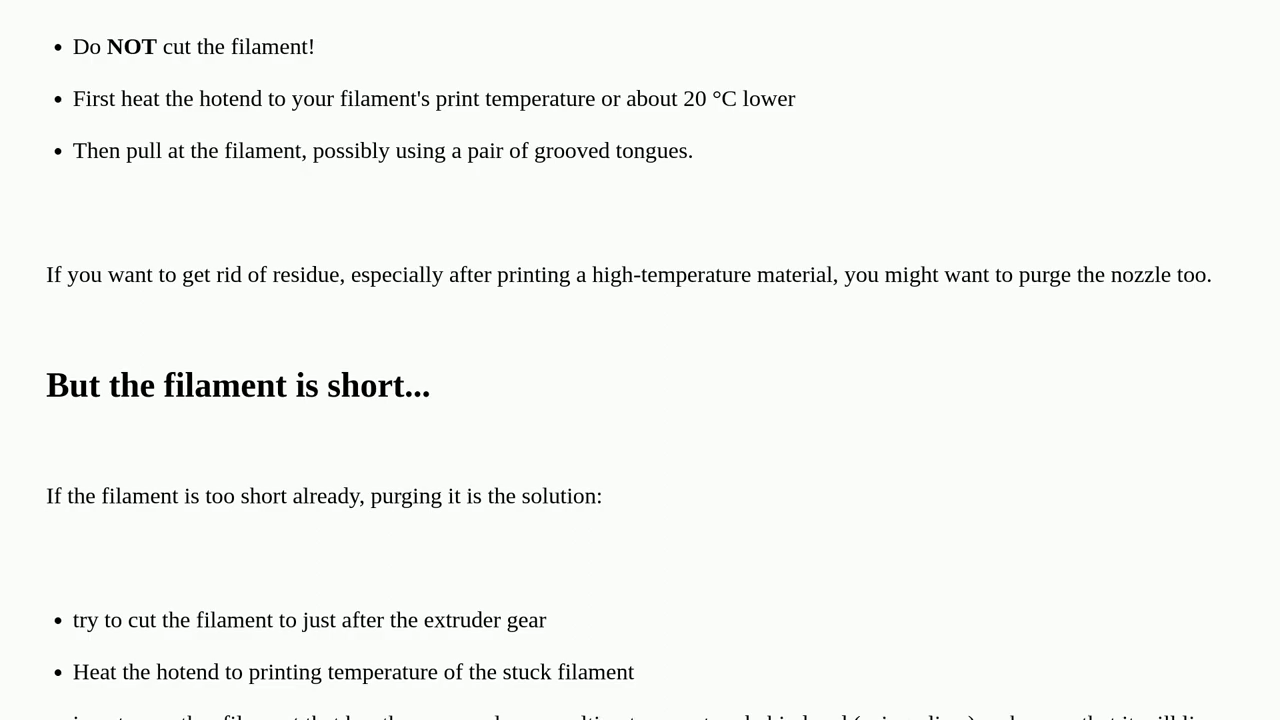 Do NOT cut the filament!
First heat the hotend to your filament's print temperature or about 20 °C lower
Then pull at the filament, possibly using a pair of grooved tongues.
If you want to get rid of residue, especially after printing a high-temperature material, you might want to purge the nozzle too.
But the filament is short...
If the filament is too short already, purging it is the solution:
try to cut the filament to just after the extruder gear
Heat the hotend to printing temperature of the stuck filament